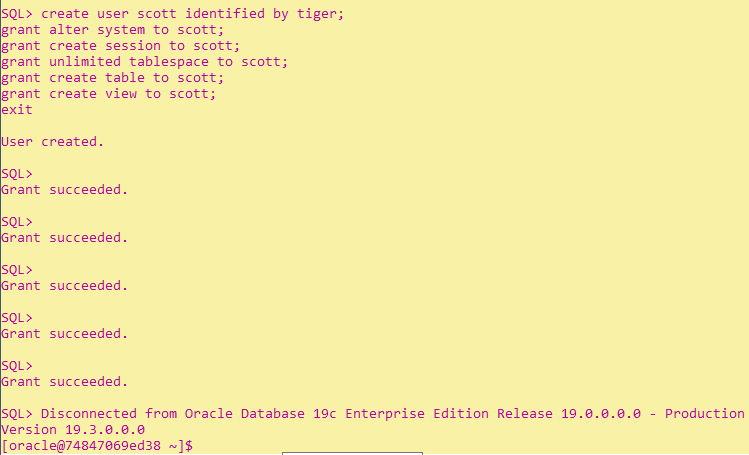 SQL> create user scott identified by tiger;
grant alter system to scott;
grant create session to scott;
grant unlimited tablespace to scott;
grant create table to scott;
grant create view to scott;
exit
User created.
SQL>
Grant succeeded.
SQL>
Grant succeeded.
SQL>
Grant succeeded.
SQL>
Grant succeeded.
SQL>
Grant succeeded.
SQL> Disconnected from Oracle Database 19c Enterprise Edition Release 19.0.0.0.0 - Production
Version 19.3.0.0.0
[oracle@74847069ed38 ~]$